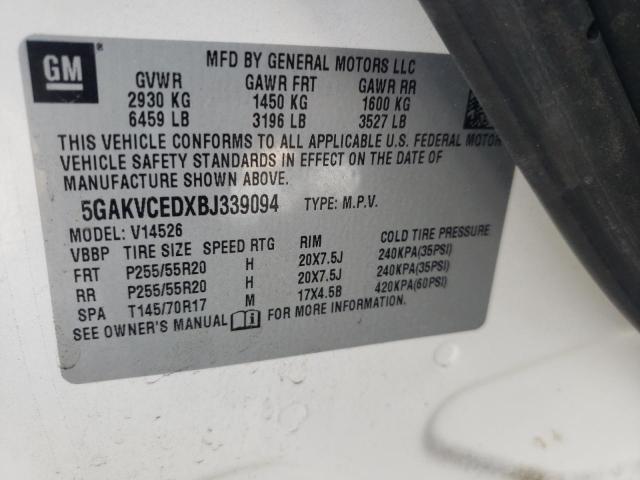 GM ®
MFD BY GENERAL MOTORS LLC
GVWR GAWR FRT GAWR RR
2930 KG 1450 KG 1600 KG
6459 LB 3196 LB 3527 LB
THIS VEHICLE CONFORMS TO ALL APPLICABLE U.S. FEDERAL MOTOR
VEHICLE SAFETY STANDARDS IN EFFECT ON THE DATE OF
MANUFACTURE SHOWN ABOVE.
5GAKVCEDXBJ339094 TYPE: M.P.V.
MODEL: V14526
VBBP TIRE SIZE SPEED RTG RIM COLD TIRE PRESSURE
FRT P255/55R20 H 20X7.5J 240KPA(35PSI)
RR P255/55R20 H 20X7.5J 240KPA(35PSI)
SPA T145/70R17 M 17X4.5B 420KPA(60PSI)
SEE OWNER'S MANUAL FOR MORE INFORMATION.